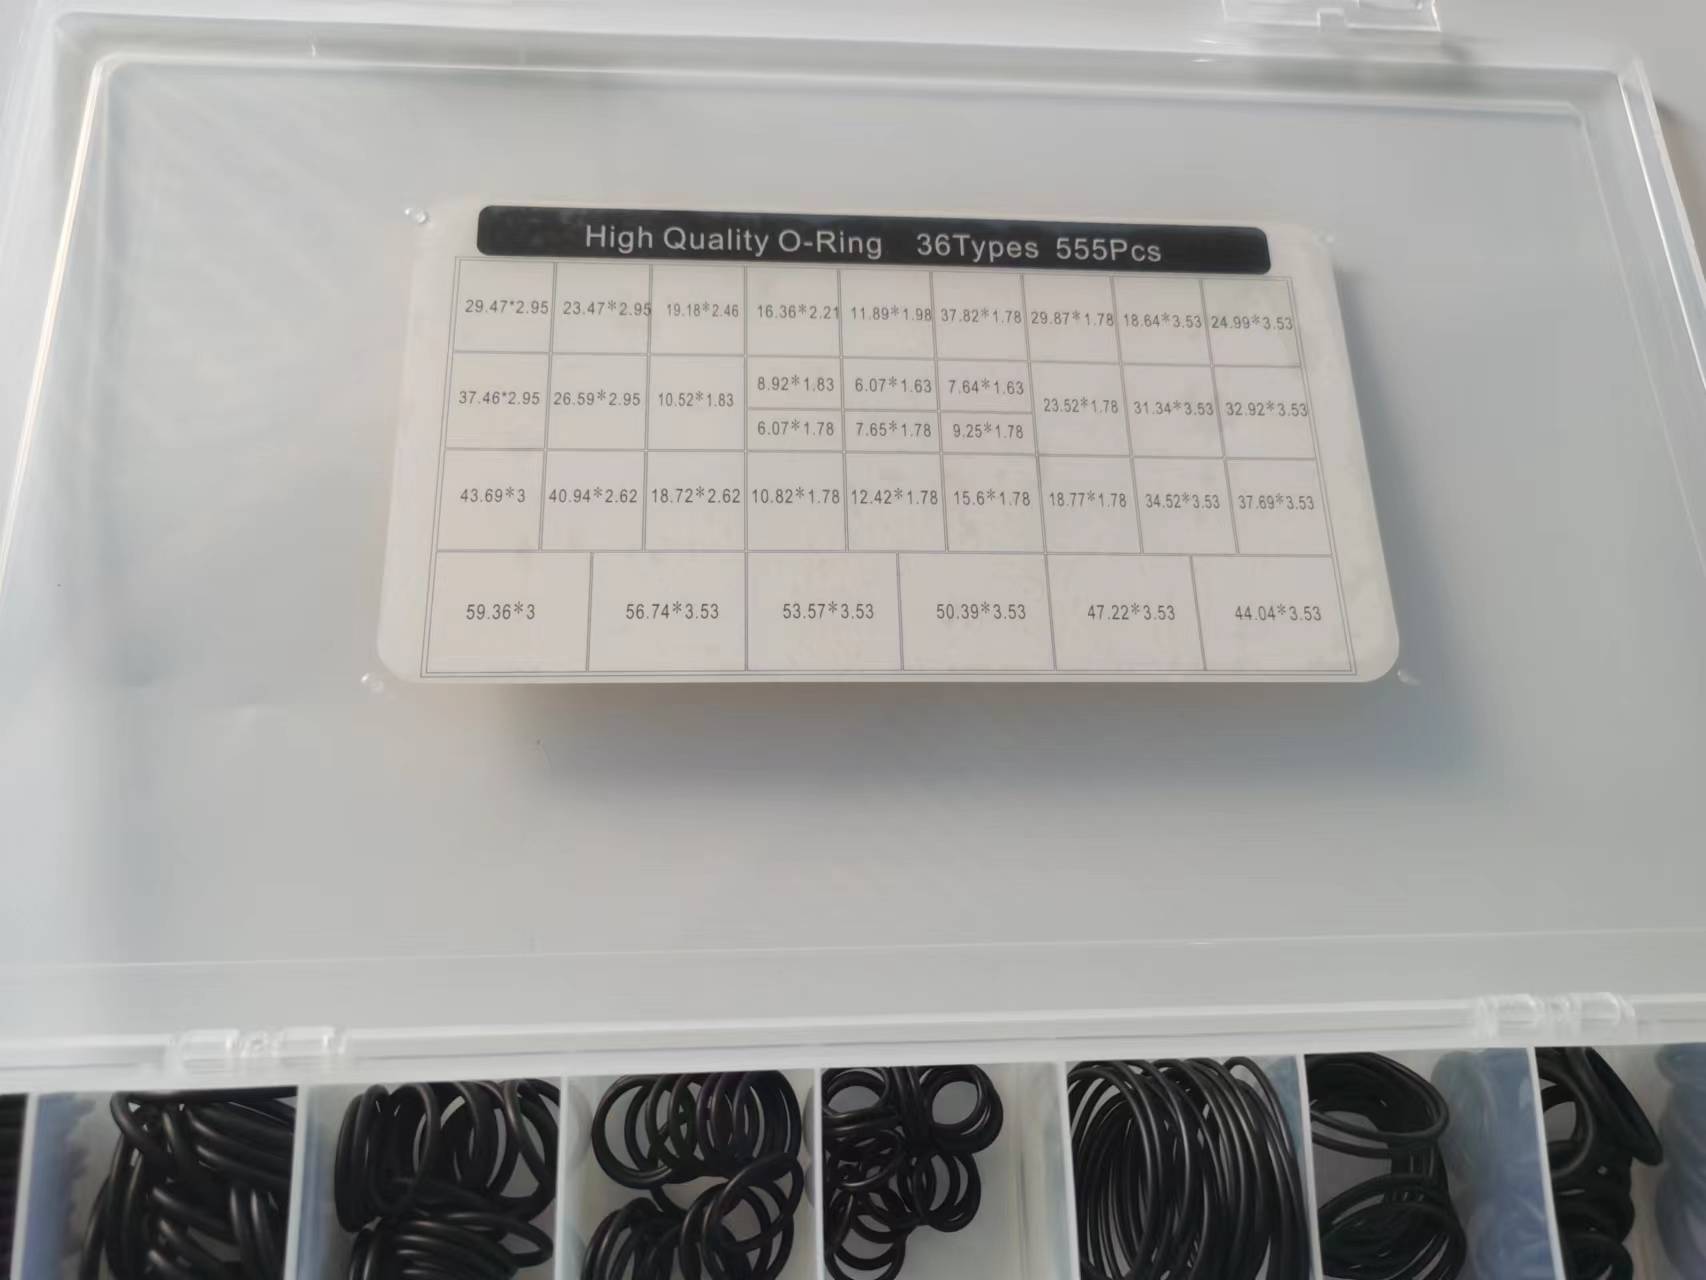 High Quality O-Ring 36Types 555Pcs
29.47*2.95 23.47*2.95 19.18*2.46 16.36*2.21 11.89*1.98 37.82*1.78 29.87*1.78 18.64*3.53 24.99*3.53
8.92*1.83 6.07*1.63 7.64*1.63
37.46*2.95 26.59*2.95 10.52*1.83 23.52*1.78 31.34*3.53 32.92*3.53
6.07*1.78 7.65*1.78 9.25*1.78
43.69*3 40.94*2.62 18.72*2.62 10.82*1.78 12.42*1.78 15.6*1.78 18.77*1.78 34.52*3.53 37.69*3.53
59.36*3 56.74*3.53 53.57*3.53 50.39*3.53 47.22*3.53 44.04*3.53